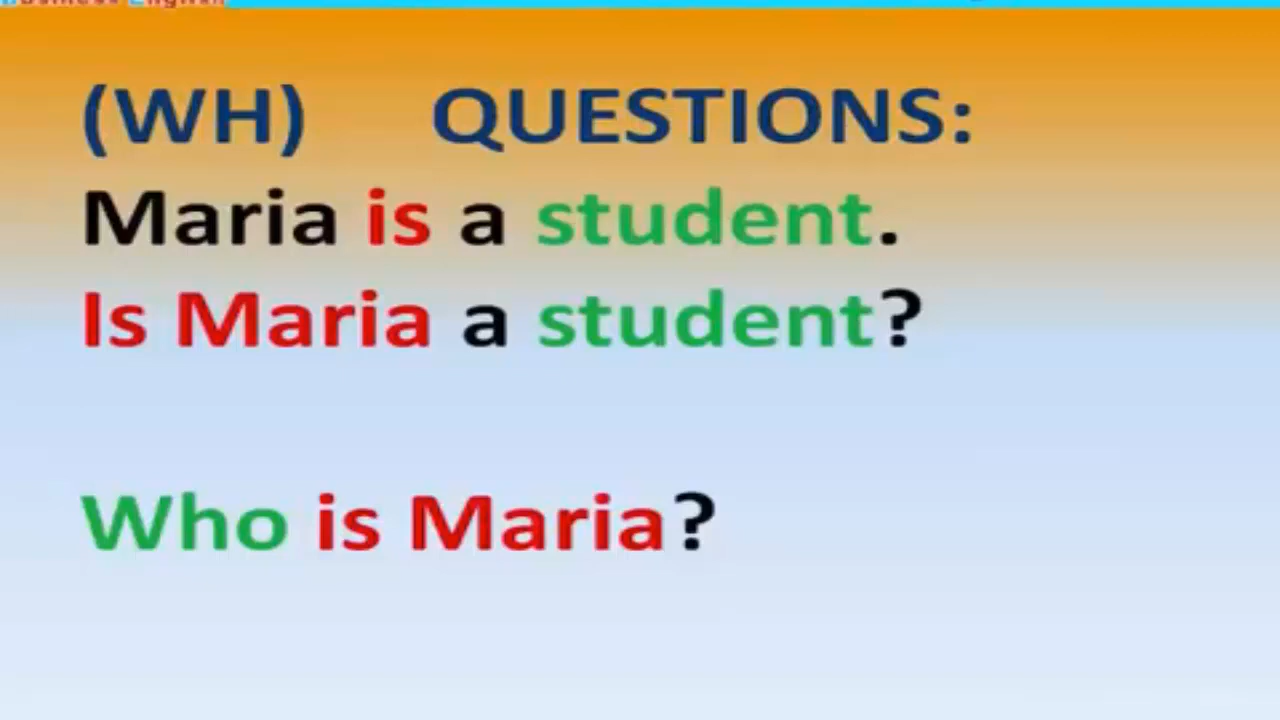 (WH) QUESTIONS:
Maria is a student.
Is Maria a student?
Who is Maria?